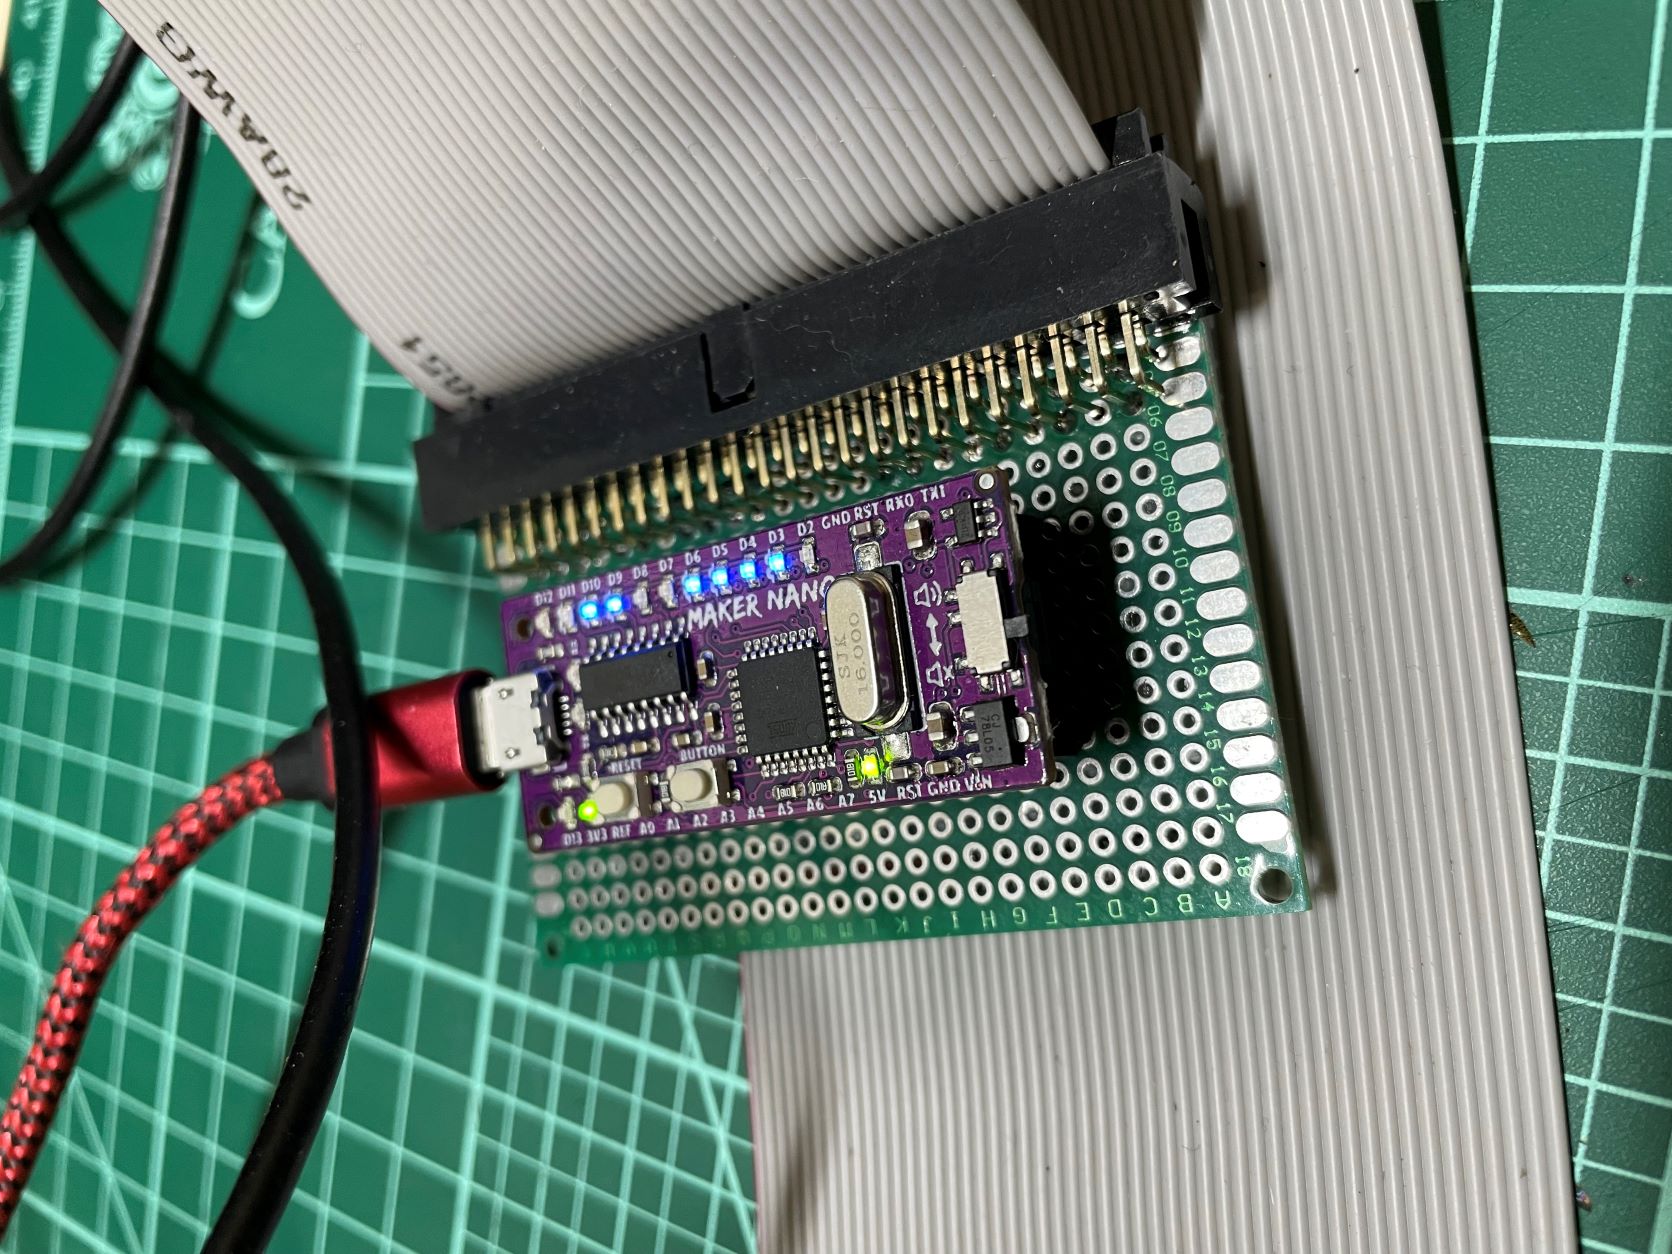 28AWG
2651
D13
3V3
REF
A0
A1
A2
A3
A4
A5
A6
A7
5V
RST
GND
VIN
RESET
BUTTON
MAKER NANO
D12
D11
D10
D9
D8
D7
D6
D5
D4
D3
D2
GND
RST
RX0
TX1
SJK
16.000
CJ
78L05
N
M
L
K
J
I
H
G
F
E
D
C
B
A
18
17
16
15
14
13
12
11
10
09
08
07
06